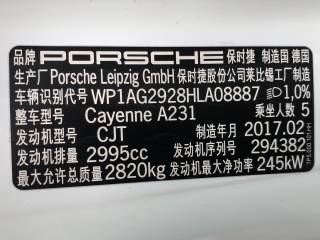 品牌 PORSCHE 保时捷 制造国 德国
生产厂 Porsche Leipzig GmbH 保时捷股份公司莱比锡工厂制造
车辆识别代号 WP1AG2928HLA08887 1,0%
整车型号 Cayenne A231 乘坐人数 5
发动机型号 CJT 制造年月 2017.02
发动机排量 2995cc 发动机序列号 294382
最大允许总质量 2820kg 发动机最大净功率 245kW